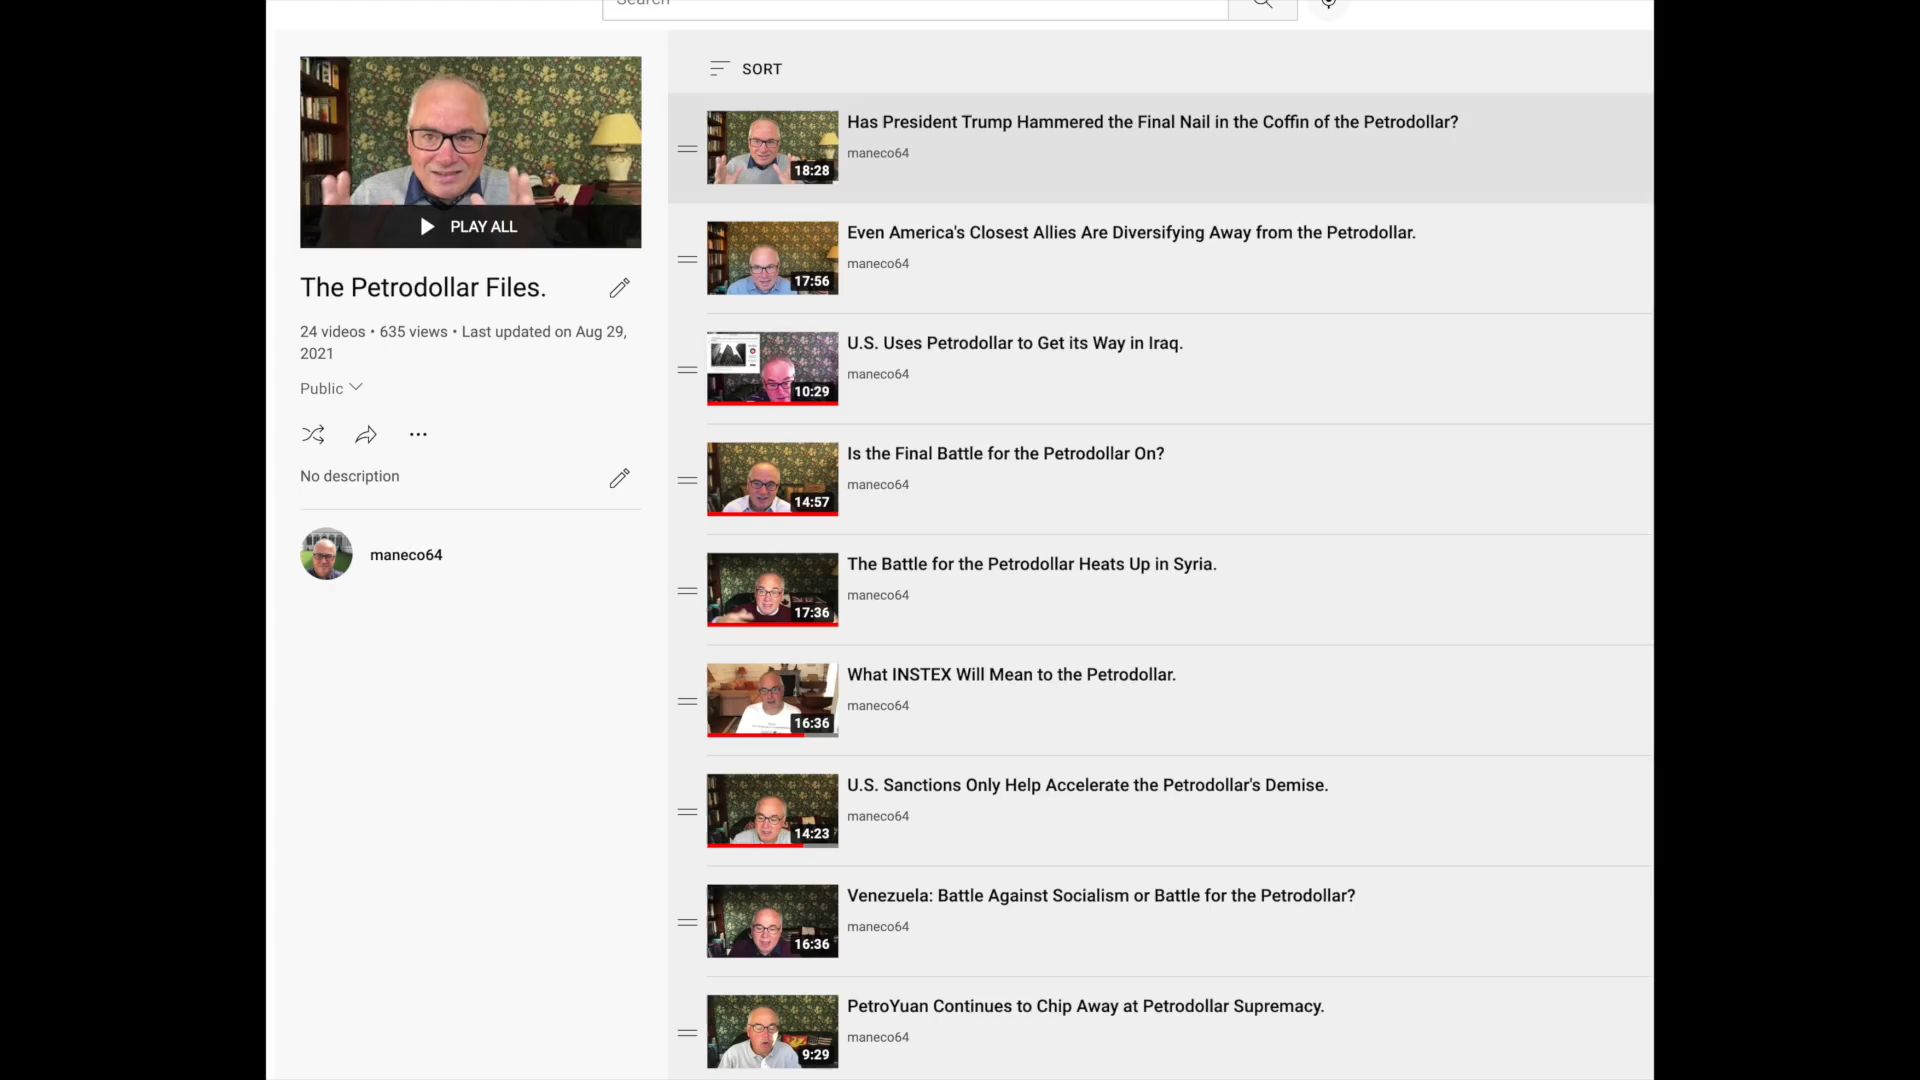 Search
PLAY ALL
The Petrodollar Files.
24 videos • 635 views • Last updated on Aug 29,
2021
Public
No description
maneco64
SORT
Has President Trump Hammered the Final Nail in the Coffin of the Petrodollar?
maneco64
18:28
Even America's Closest Allies Are Diversifying Away from the Petrodollar.
maneco64
17:56
U.S. Uses Petrodollar to Get its Way in Iraq.
maneco64
10:29
Is the Final Battle for the Petrodollar On?
maneco64
14:57
The Battle for the Petrodollar Heats Up in Syria.
maneco64
17:36
What INSTEX Will Mean to the Petrodollar.
maneco64
16:36
U.S. Sanctions Only Help Accelerate the Petrodollar's Demise.
maneco64
14:23
Venezuela: Battle Against Socialism or Battle for the Petrodollar?
maneco64
16:36
PetroYuan Continues to Chip Away at Petrodollar Supremacy.
maneco64
9:29